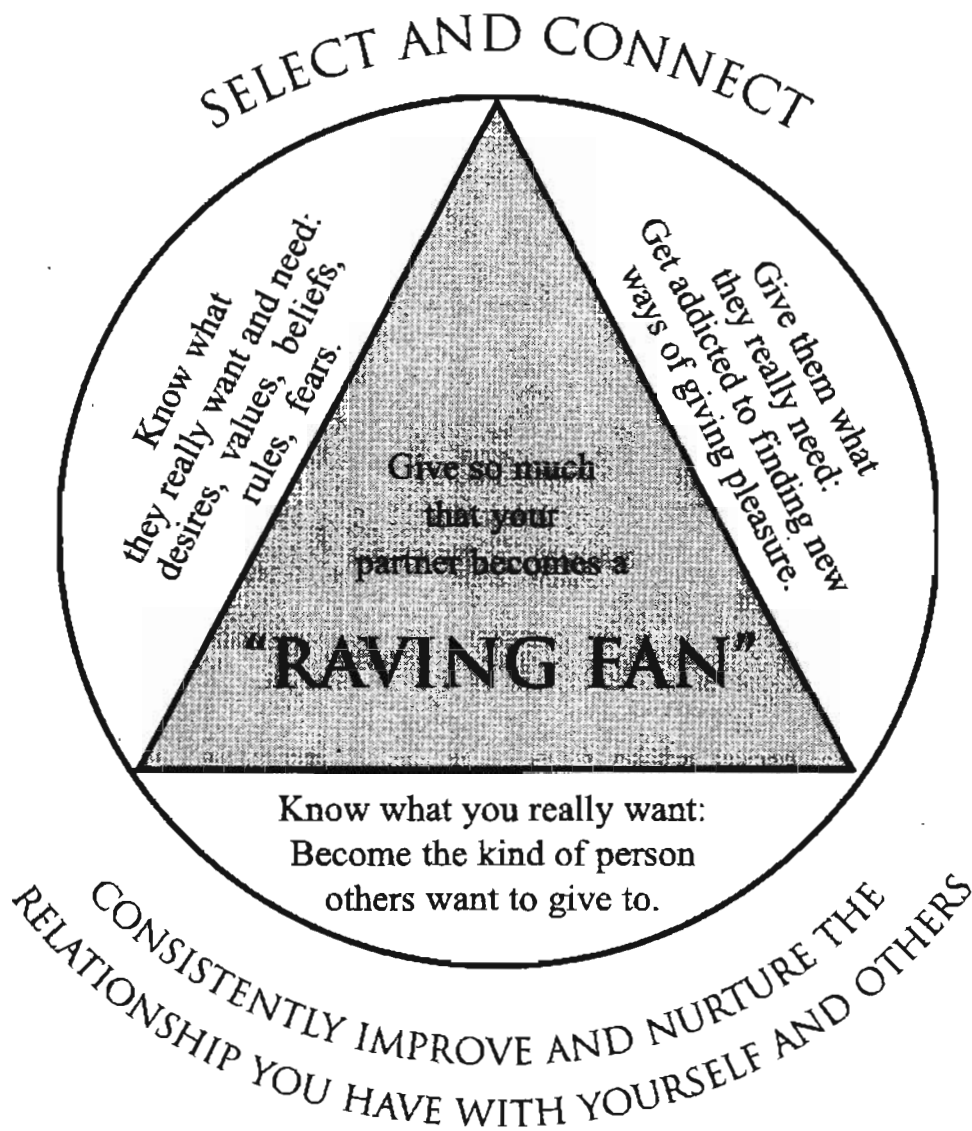 SELECT AND CONNECT
Know what
they really want and need:
desires, values, beliefs,
rules, fears.
Give them what
they really need:
Get addicted to finding new
ways of giving pleasure.
Give so much
that your
partner becomes a
“RAVING FAN”
Know what you really want:
Become the kind of person
others want to give to.
CONSISTENTLY IMPROVE AND NURTURE THE
RELATIONSHIP YOU HAVE WITH YOURSELF AND OTHERS